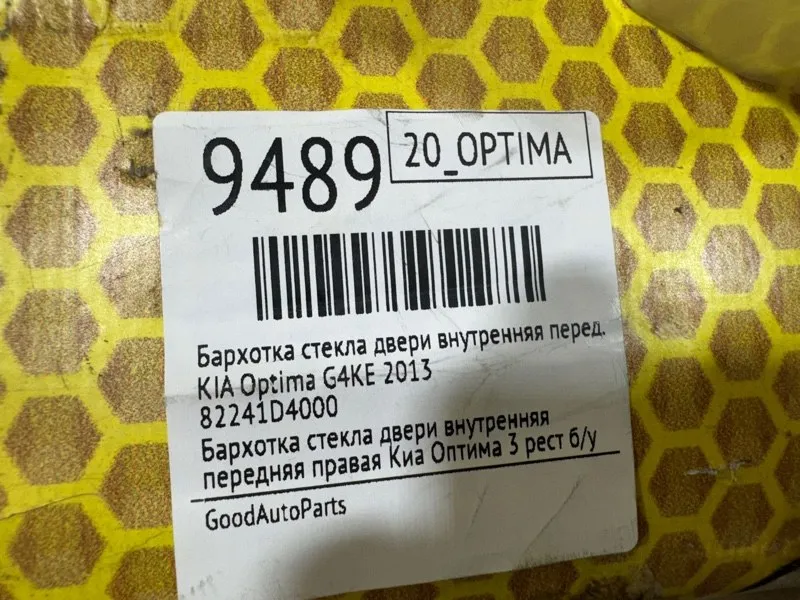 9489
20_OPTIMA
Бархотка стекла двери внутренняя перед.
KIA Optima G4KE 2013
82241D4000
Бархотка стекла двери внутренняя
передняя правая Киа Оптима 3 рест б/у
GoodAutoParts